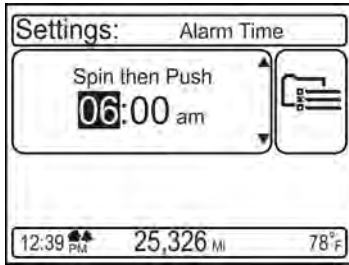 Settings: Alarm Time
Spin then Push
06:00 am
12:39 PM 25,326 MI 78°F